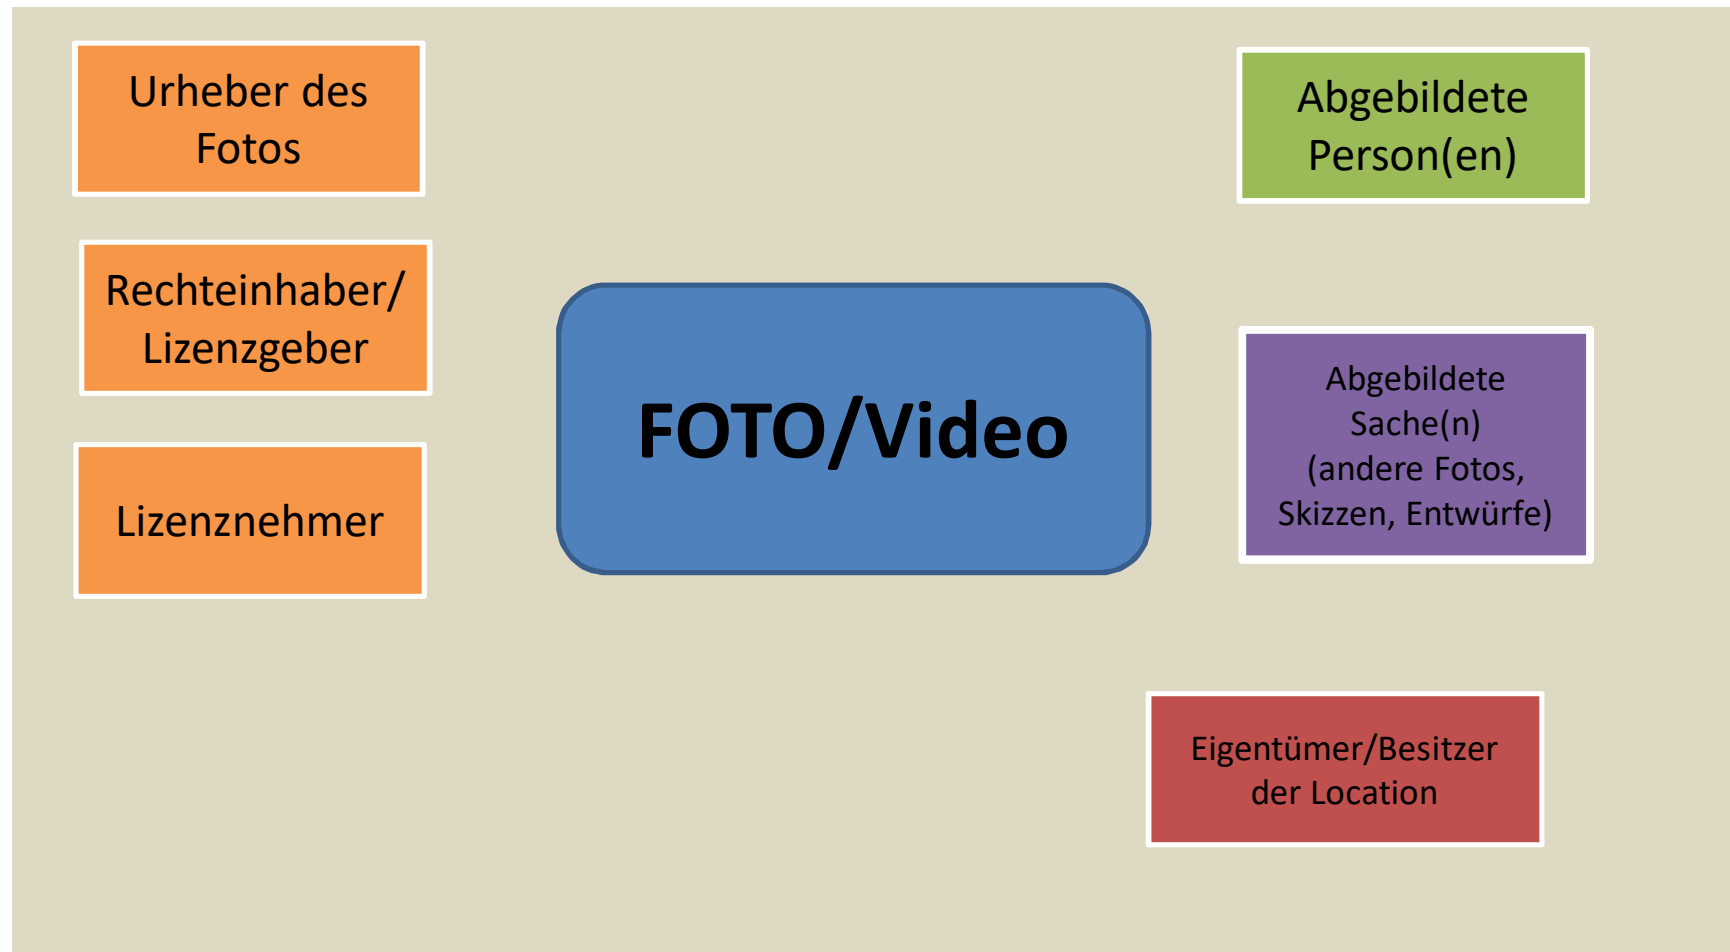 Urheber des
Fotos
Rechteinhaber/
Lizenzgeber
Lizenznehmer
FOTO/Video
Abgebildete
Person(en)
Abgebildete
Sache(n)
(andere Fotos,
Skizzen, Entwürfe)
Eigentümer/Besitzer
der Location